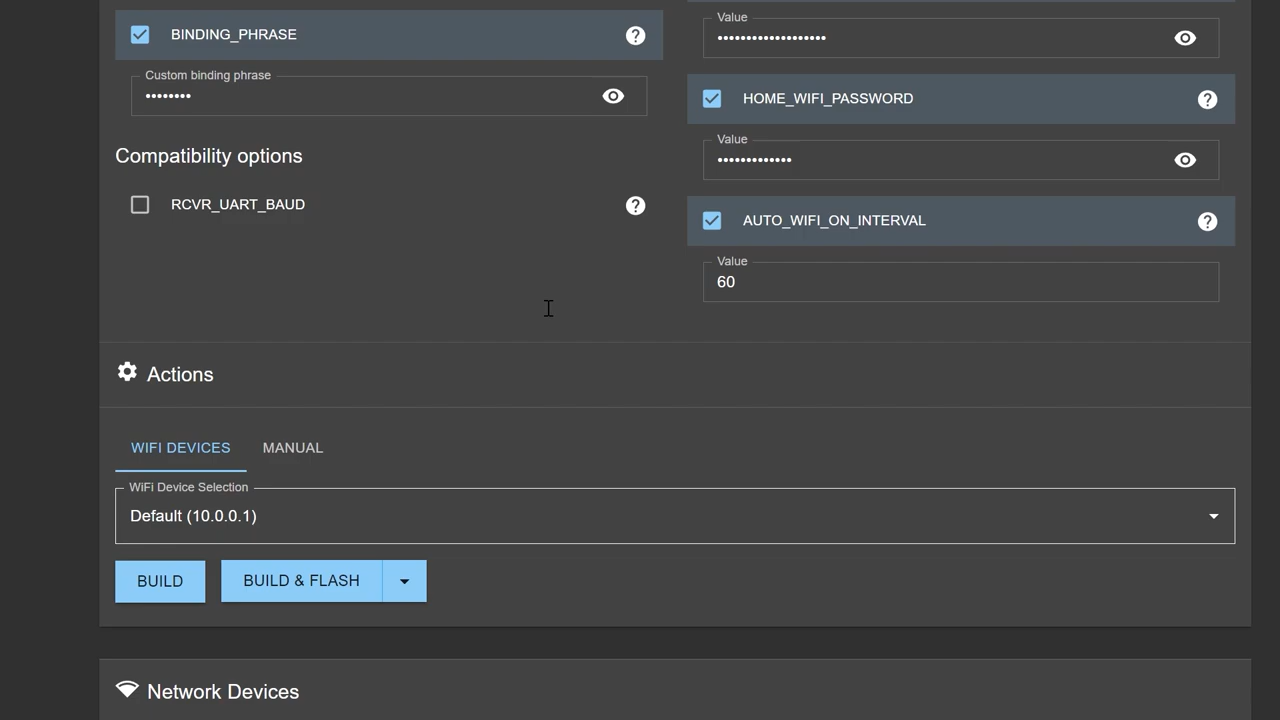 BINDING_PHRASE
Custom binding phrase
••••••••
Compatibility options
RCVR_UART_BAUD
Value
•••••••••••••••••••
HOME_WIFI_PASSWORD
Value
•••••••••••••
AUTO_WIFI_ON_INTERVAL
Value
60
Actions
WIFI DEVICES MANUAL
WiFi Device Selection
Default (10.0.0.1)
BUILD BUILD & FLASH
Network Devices